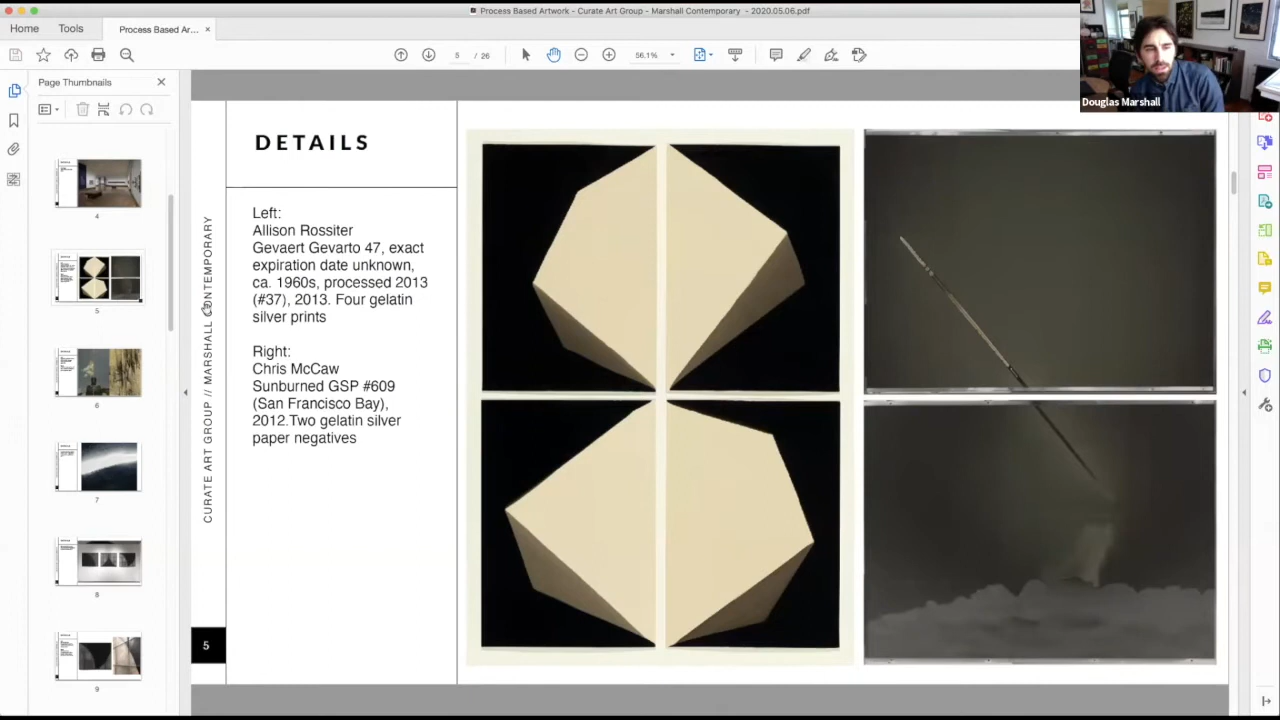 Process Based Artwork - Curate Art Group - Marshall Contemporary - 2020.05.06.pdf
Home
Tools
Process Based Ar...
5 / 26
56.1%
Douglas Marshall
Page Thumbnails
4
5
6
7
8
9
CURATE ART GROUP // MARSHALL CONTEMPORARY
5
DETAILS
Left:
Allison Rossiter
Gevaert Gevarto 47, exact
expiration date unknown,
ca. 1960s, processed 2013
(#37), 2013. Four gelatin
silver prints
Right:
Chris McCaw
Sunburned GSP #609
(San Francisco Bay),
2012.Two gelatin silver
paper negatives